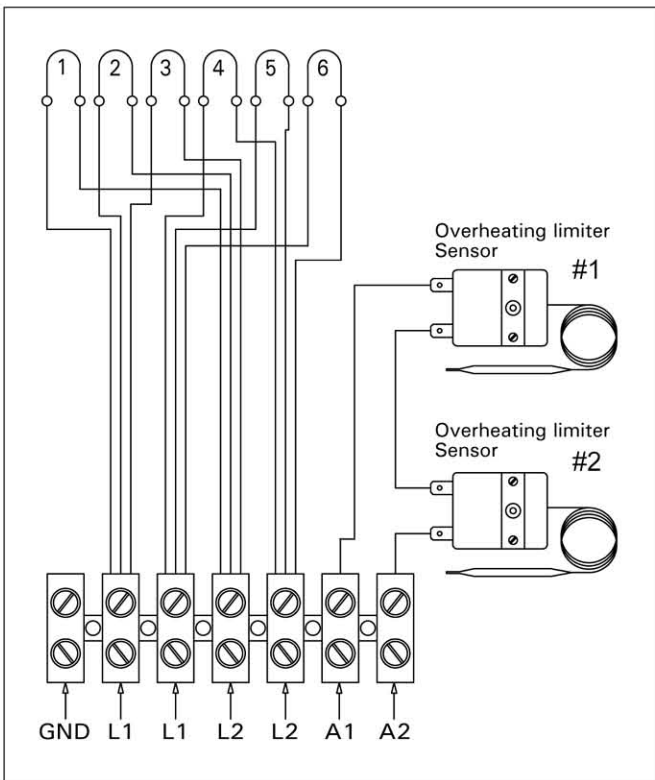 1 2 3 4 5 6
Overheating limiter
Sensor
#1
Overheating limiter
Sensor
#2
GND L1 L1 L2 L2 A1 A2